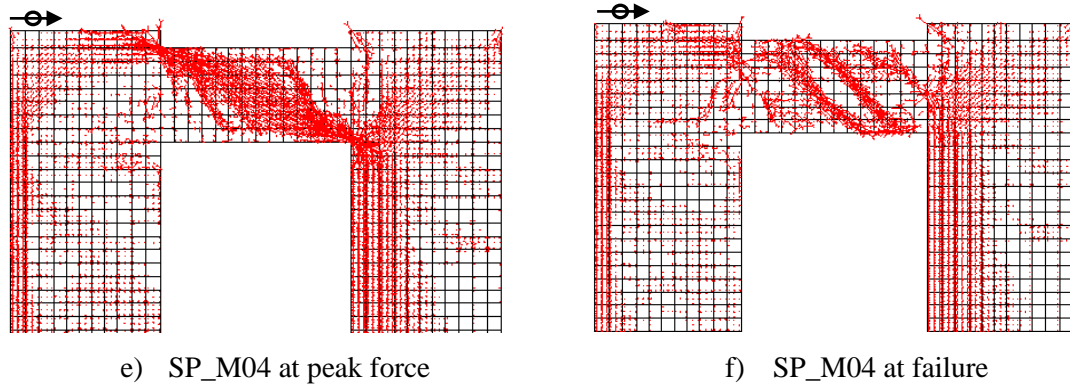 e) SP_M04 at peak force
f) SP_M04 at failure